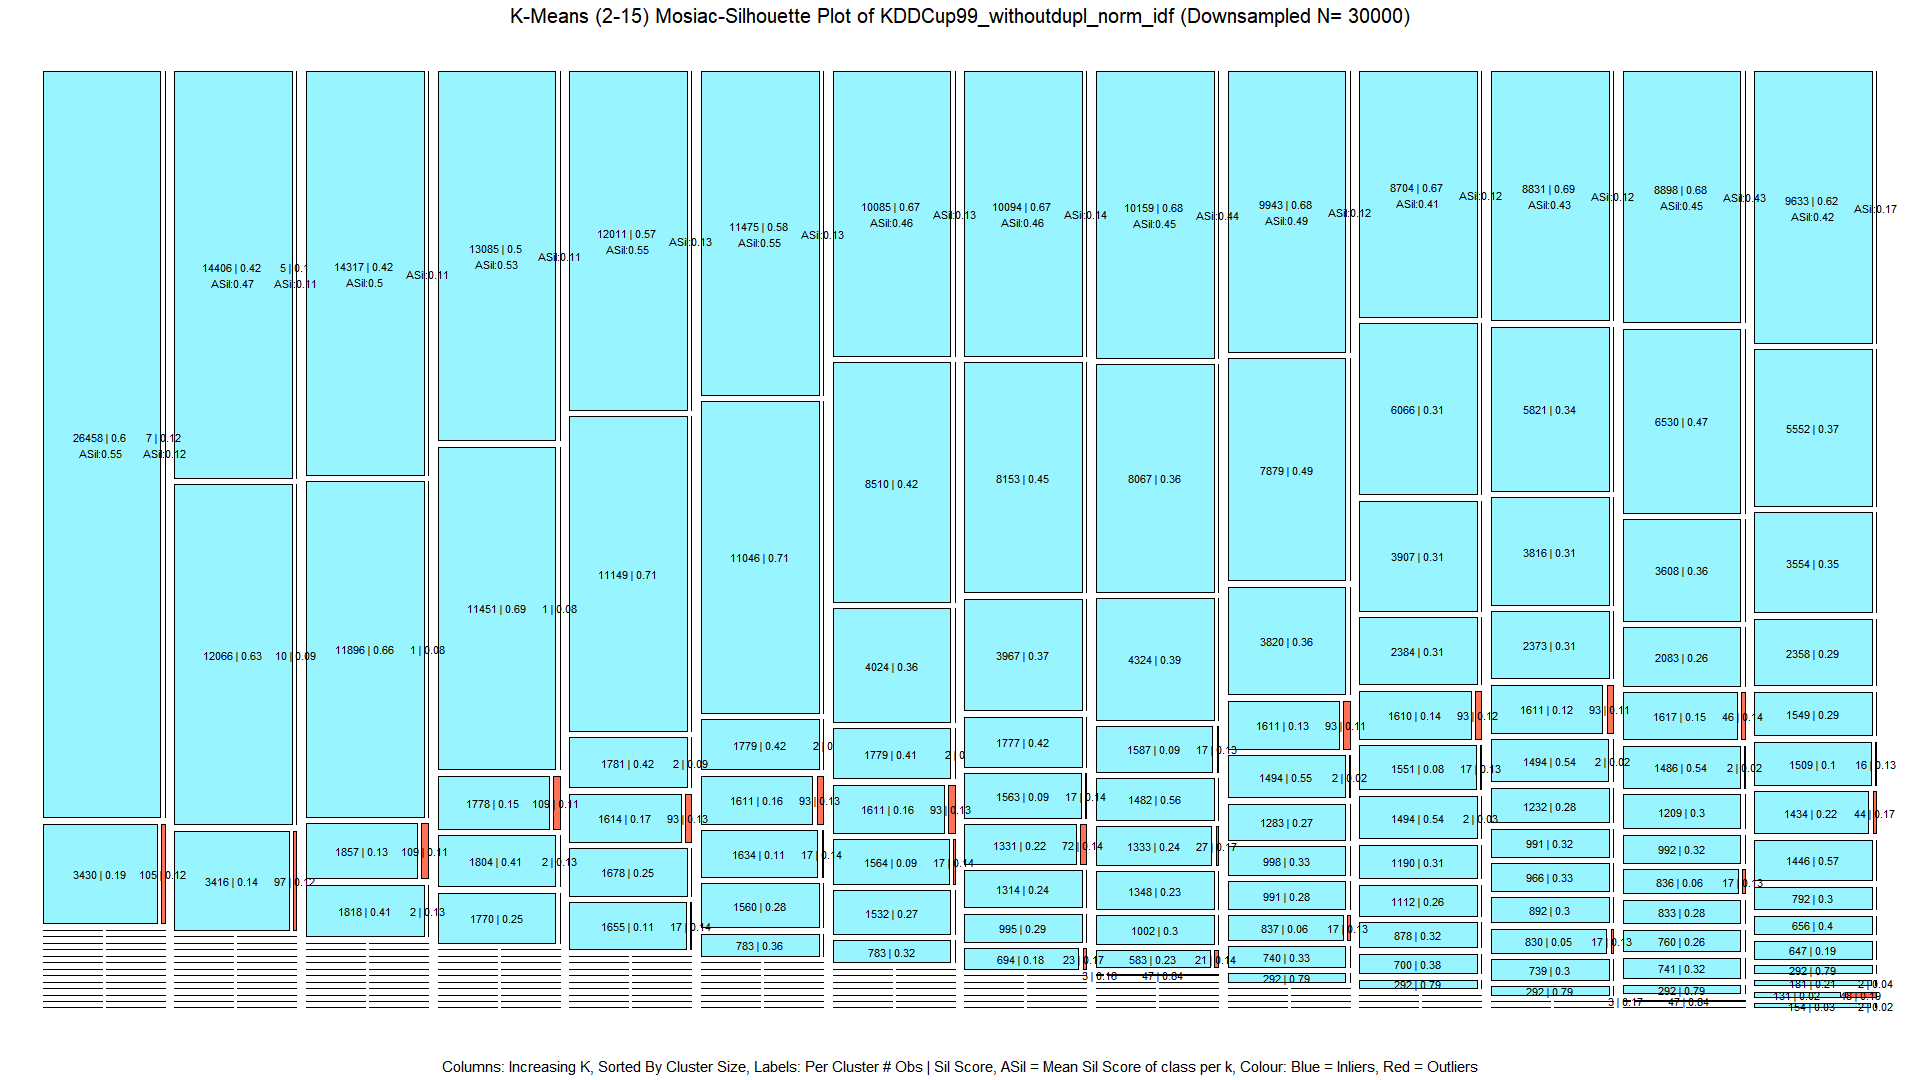 K-Means (2-15) Mosiac-Silhouette Plot of KDDCup99_withoutdupl_norm_idf (Downsampled N= 30000)
26458 | 0.6
ASil:0.55
7 | 0.12
ASil:0.12
3430 | 0.19
105 | 0.12
14406 | 0.42
ASil:0.47
ASil:0.11
12066 | 0.63
10 | 0.09
3416 | 0.14
97 | 0.12
14317 | 0.42
ASil:0.5
ASil:0.11
11896 | 0.66
1 | 0.08
1857 | 0.13
109 | 0.11
1818 | 0.41
2 | 0.13
13085 | 0.5
ASil:0.53
ASil:0.11
11451 | 0.69
1 | 0.08
1778 | 0.15
109 | 0.11
1804 | 0.41
2 | 0.13
1770 | 0.25
12011 | 0.57
ASil:0.55
ASil:0.13
11149 | 0.71
1781 | 0.42
2 | 0.09
1614 | 0.17
93 | 0.13
1678 | 0.25
1655 | 0.11
17 | 0.14
11475 | 0.58
ASil:0.55
ASil:0.13
11046 | 0.71
1779 | 0.42
1611 | 0.16
93 | 0.13
1634 | 0.11
17 | 0.14
1560 | 0.28
783 | 0.36
10085 | 0.67
ASil:0.46
ASil:0.13
8510 | 0.42
4024 | 0.36
1779 | 0.41
1611 | 0.16
93 | 0.13
1564 | 0.09
17 | 0.14
1532 | 0.27
783 | 0.32
10094 | 0.67
ASil:0.46
ASil:0.14
8153 | 0.45
3967 | 0.37
1777 | 0.42
1563 | 0.09
17 | 0.14
1331 | 0.22
72 | 0.14
1314 | 0.24
995 | 0.29
694 | 0.18
23 | 0.17
10159 | 0.68
ASil:0.45
ASil:0.44
8067 | 0.36
4324 | 0.39
1587 | 0.09
17 | 0.13
1482 | 0.56
1333 | 0.24
27 | 0.17
1348 | 0.23
1002 | 0.3
583 | 0.23
21 | 0.14
3 | 0.16
47 | 0.84
9943 | 0.68
ASil:0.49
ASil:0.12
7879 | 0.49
3820 | 0.36
1611 | 0.13
93 | 0.11
1494 | 0.55
2 | 0.02
1283 | 0.27
998 | 0.33
991 | 0.28
837 | 0.06
17 | 0.13
740 | 0.33
292 | 0.79
8704 | 0.67
ASil:0.41
ASil:0.12
6066 | 0.31
3907 | 0.31
2384 | 0.31
1610 | 0.14
93 | 0.12
1551 | 0.08
17 | 0.13
1494 | 0.54
2 | 0.03
1190 | 0.31
1112 | 0.26
878 | 0.32
700 | 0.38
292 | 0.79
8831 | 0.69
ASil:0.43
ASil:0.12
5821 | 0.34
3816 | 0.31
2373 | 0.31
1611 | 0.12
93 | 0.11
1494 | 0.54
2 | 0.02
1232 | 0.28
991 | 0.32
966 | 0.33
892 | 0.3
830 | 0.05
17 | 0.13
739 | 0.3
292 | 0.79
8898 | 0.68
ASil:0.45
ASil:0.43
6530 | 0.47
3608 | 0.36
2083 | 0.26
1617 | 0.15
46 | 0.14
1486 | 0.54
2 | 0.02
1209 | 0.3
992 | 0.32
836 | 0.06
17 | 0.13
833 | 0.28
760 | 0.26
741 | 0.32
292 | 0.79
3 | 0.17
47 | 0.84
9633 | 0.62
ASil:0.42
ASil:0.17
5552 | 0.37
3554 | 0.35
2358 | 0.29
1549 | 0.29
1509 | 0.1
16 | 0.13
1434 | 0.22
44 | 0.17
1446 | 0.57
792 | 0.3
656 | 0.4
647 | 0.19
292 | 0.79
181 | 0.21
2 | 0.04
131 | 0.02
154 | 0.03
2 | 0.02
Columns: Increasing K, Sorted By Cluster Size, Labels: Per Cluster # Obs | Sil Score, ASil = Mean Sil Score of class per k, Colour: Blue = Inliers, Red = Outliers